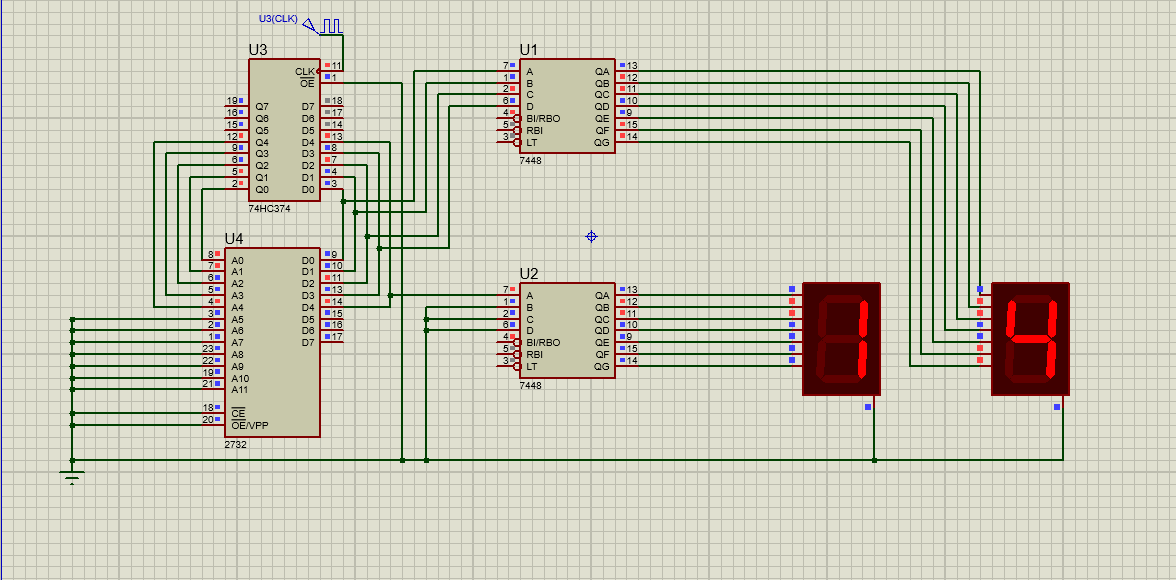 U3(CLK)
U3
11 CLK
1 OE
19 Q7 D7 18
16 Q6 D6 17
15 Q5 D5 14
12 Q4 D4 13
9 Q3 D3 8
6 Q2 D2 7
5 Q1 D1 4
2 Q0 D0 3
74HC374
U4
8 A0 D0 9
7 A1 D1 10
6 A2 D2 11
5 A3 D3 13
4 A4 D4 14
3 A5 D5 15
2 A6 D6 16
1 A7 D7 17
23 A8
22 A9
19 A10
21 A11
18 CE
20 OE/VPP
2732
U1
7 A QA 13
1 B QB 12
2 C QC 11
6 D QD 10
4 BI/RBO QE 9
5 RBI QF 15
3 LT QG 14
7448
U2
7 A QA 13
1 B QB 12
2 C QC 11
6 D QD 10
4 BI/RBO QE 9
5 RBI QF 15
3 LT QG 14
7448
1 4